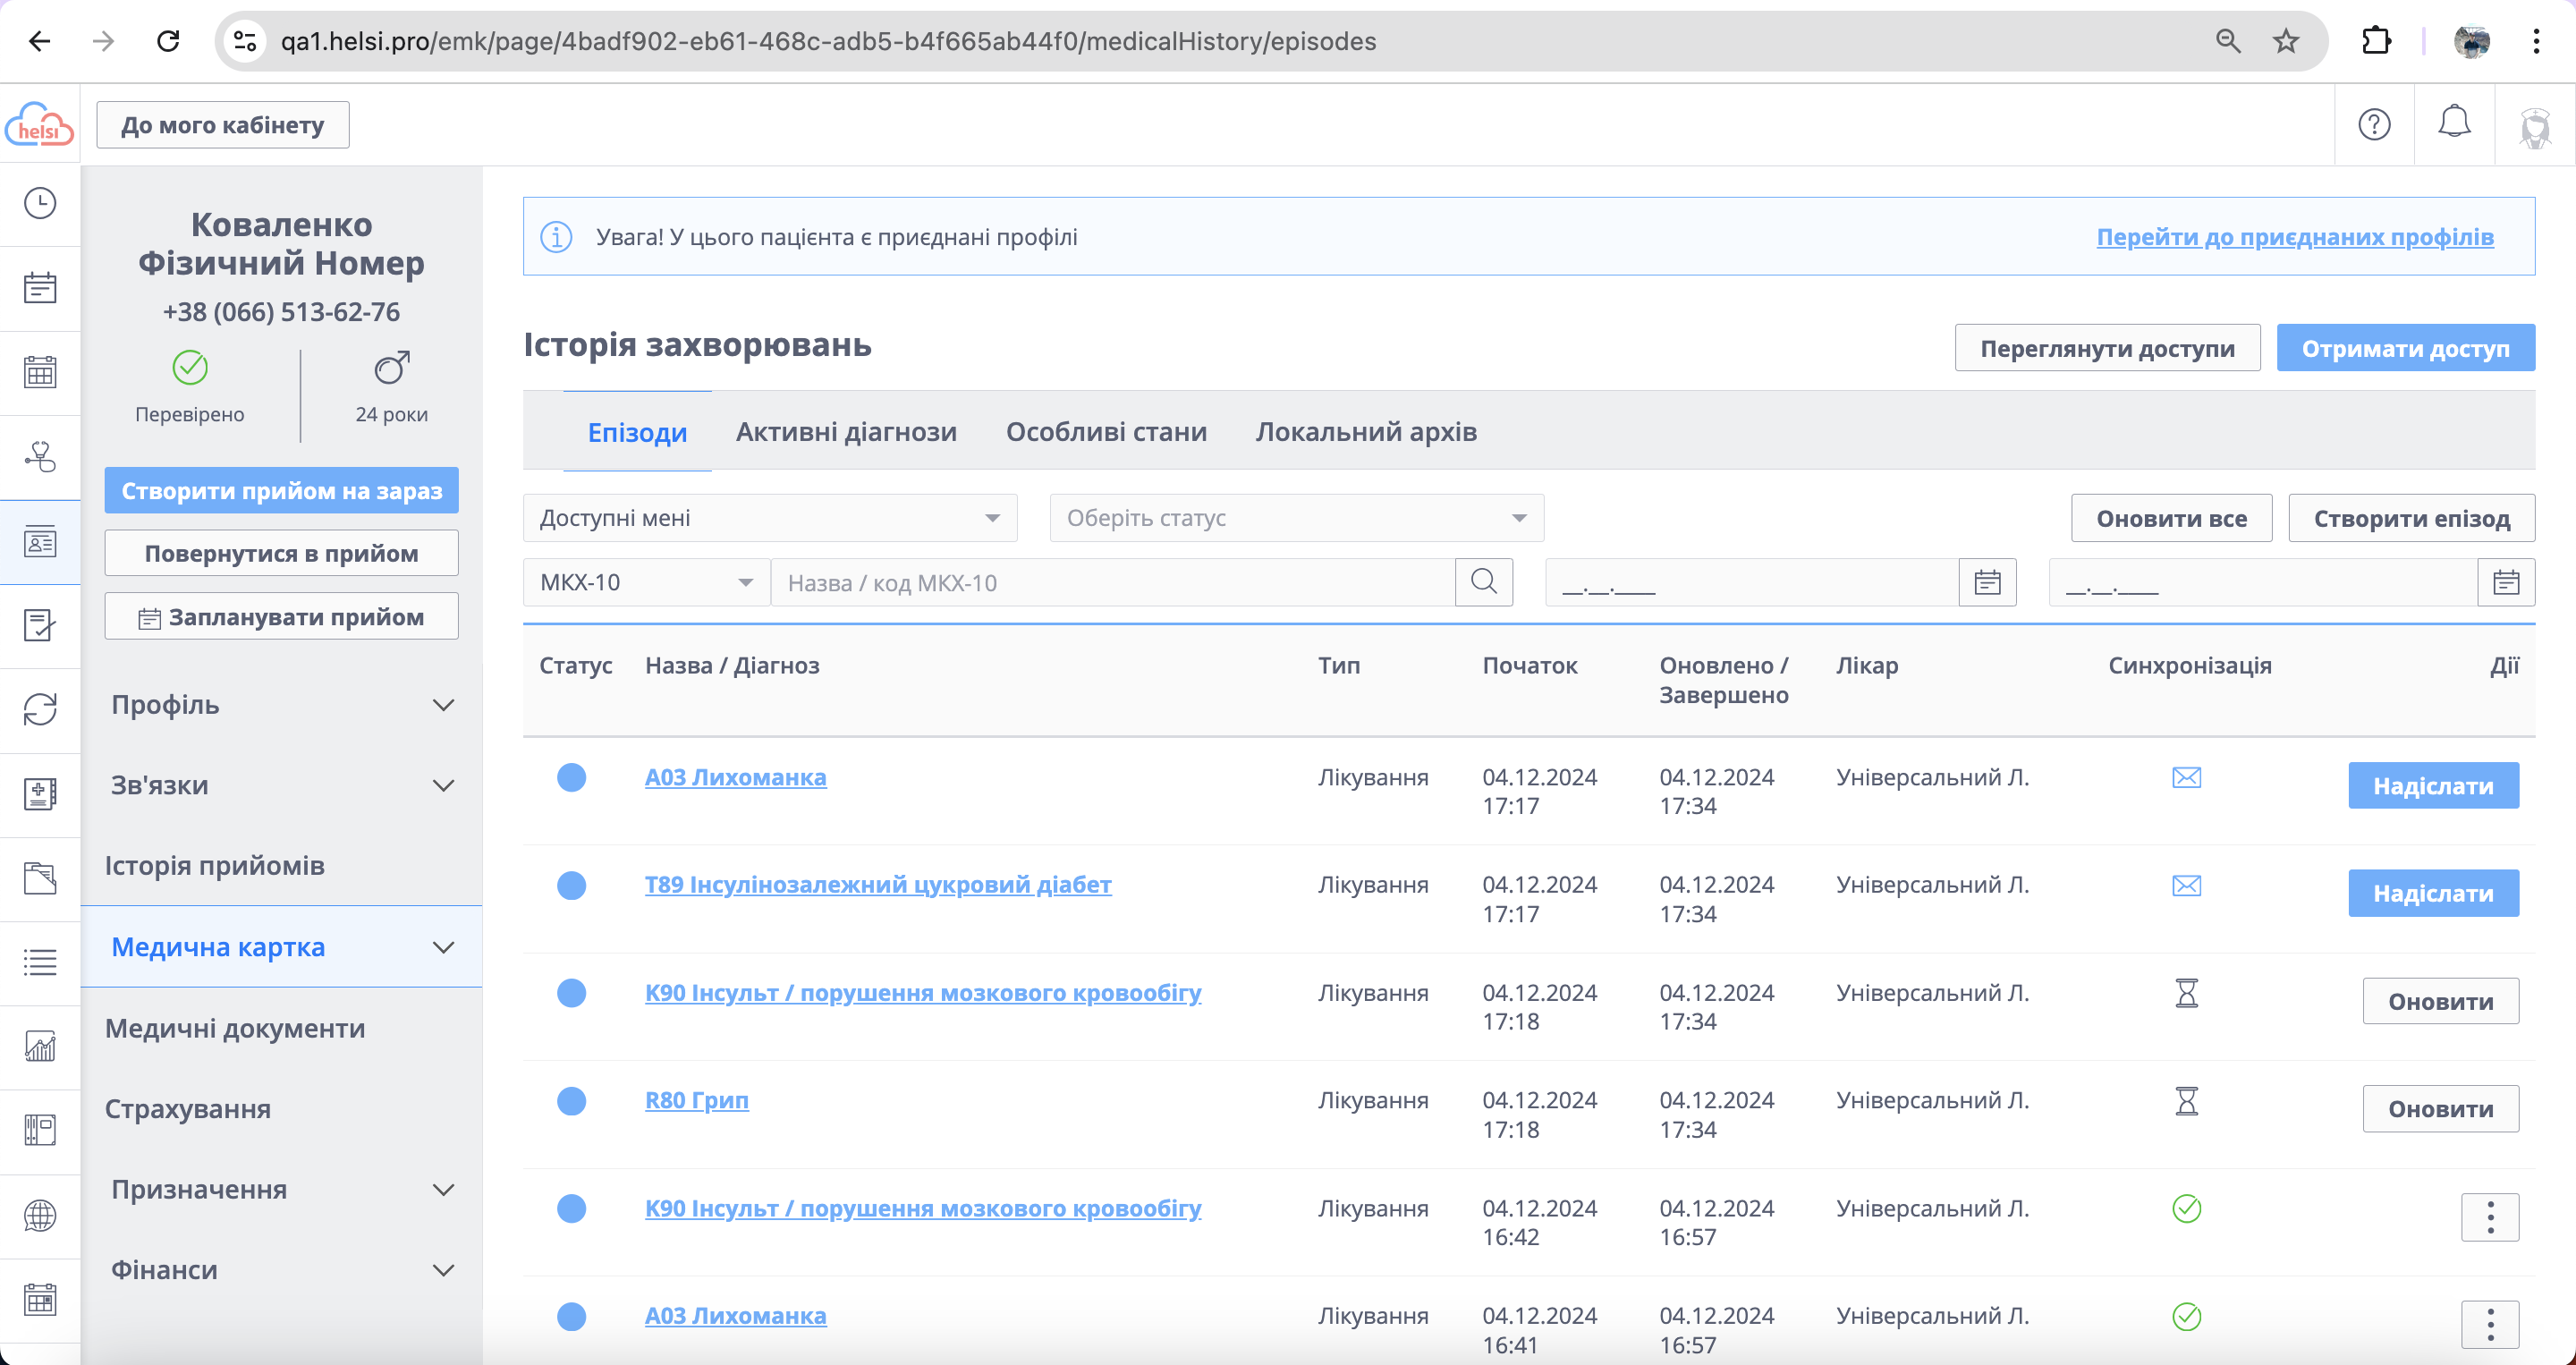 qa1.helsi.pro/emk/page/4badf902-eb61-468c-adb5-b4f665ab44f0/medicalHistory/episodes
helsi
До мого кабінету
Коваленко
Фізичний Номер
+38 (066) 513-62-76
Перевірено
24 роки
Створити прийом на зараз
Повернутися в прийом
Запланувати прийом
Профіль
Зв'язки
Історія прийомів
Медична картка
Медичні документи
Страхування
Призначення
Фінанси
Увага! У цього пацієнта є приєднані профілі
Перейти до приєднаних профілів
Історія захворювань
Переглянути доступи
Отримати доступ
Епізоди Активні діагнози Особливі стани Локальний архів
Доступні мені
Оберіть статус
Оновити все
Створити епізод
МКХ-10
Назва / код МКХ-10
__.__.____
__.__.____
Статус Назва / Діагноз Тип Початок Оновлено / Завершено Лікар Синхронізація Дії
A03 Лихоманка Лікування 04.12.2024 17:17 04.12.2024 17:34 Універсальний Л. Надіслати
T89 Інсулінозалежний цукровий діабет Лікування 04.12.2024 17:17 04.12.2024 17:34 Універсальний Л. Надіслати
K90 Інсульт / порушення мозкового кровообігу Лікування 04.12.2024 17:18 04.12.2024 17:34 Універсальний Л. Оновити
R80 Грип Лікування 04.12.2024 17:18 04.12.2024 17:34 Універсальний Л. Оновити
K90 Інсульт / порушення мозкового кровообігу Лікування 04.12.2024 16:42 04.12.2024 16:57 Універсальний Л.
A03 Лихоманка Лікування 04.12.2024 16:41 04.12.2024 16:57 Універсальний Л.